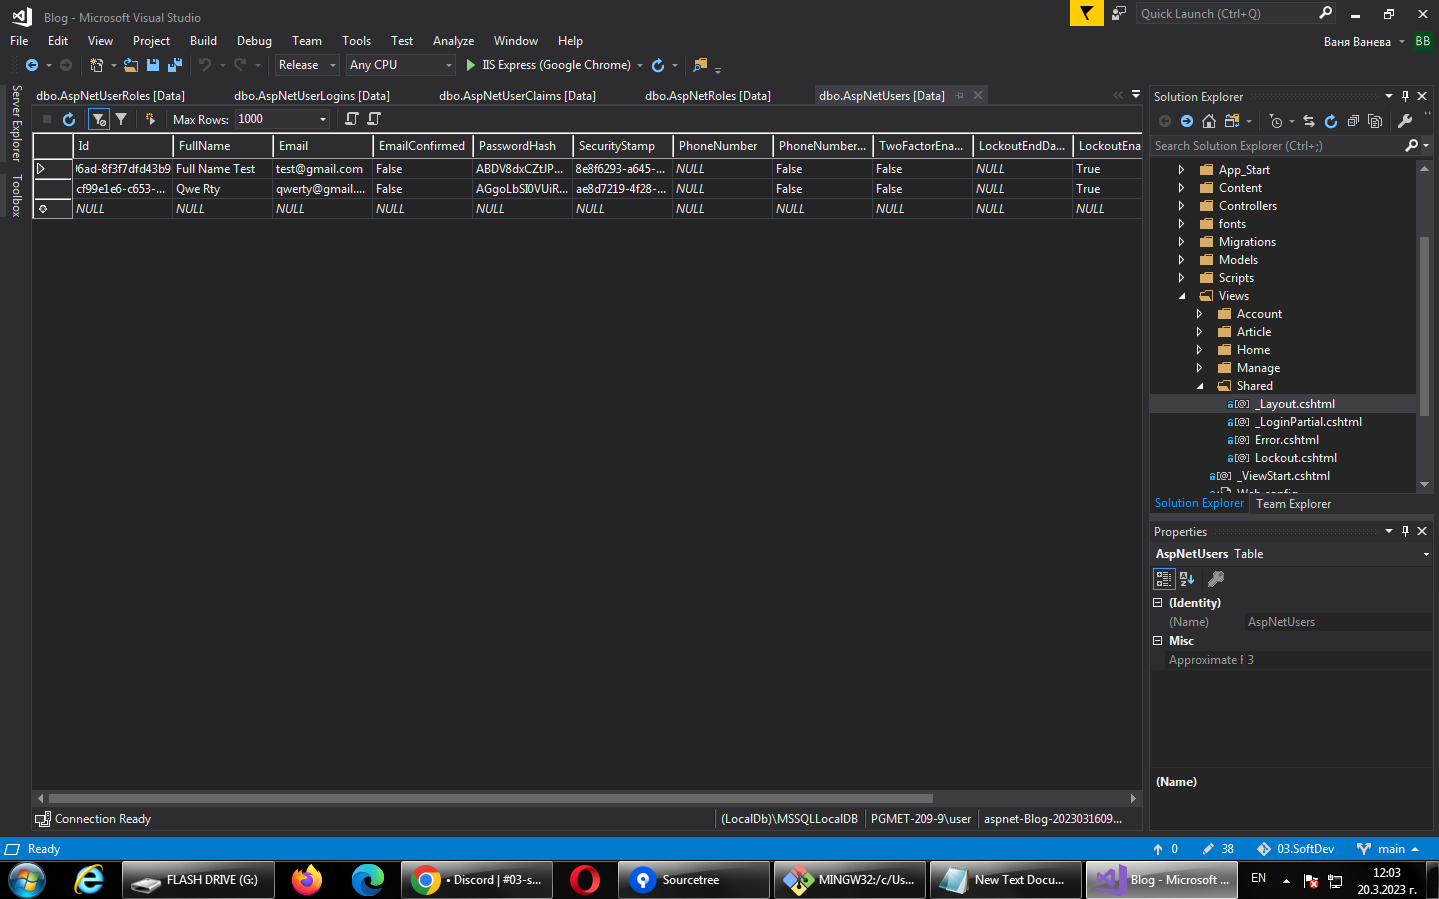 Blog - Microsoft Visual Studio
Quick Launch (Ctrl+Q)
File Edit View Project Build Debug Team Tools Test Analyze Window Help
Ваня Ванева BB
Release Any CPU IIS Express (Google Chrome)
Server Explorer
Toolbox
dbo.AspNetUserRoles [Data] dbo.AspNetUserLogins [Data] dbo.AspNetUserClaims [Data] dbo.AspNetRoles [Data] dbo.AspNetUsers [Data]
Max Rows: 1000
Id FullName Email EmailConfirmed PasswordHash SecurityStamp PhoneNumber PhoneNumber... TwoFactorEna... LockoutEndDa... LockoutEna
96ad-8f3f7dfd43b9 Full Name Test test@gmail.com False ABDV8dxCZtJP... 8e8f6293-a645-... NULL False False NULL True
cf99e1e6-c653-... Qwe Rty qwerty@gmail.... False AGgoLbSI0VUiR... ae8d7219-4f28-... NULL False False NULL True
NULL NULL NULL NULL NULL NULL NULL NULL NULL NULL NULL
Connection Ready
(LocalDb)\MSSQLLocalDB PGMET-209-9\user aspnet-Blog-2023031609...
Solution Explorer
Search Solution Explorer (Ctrl+;)
App_Start
Content
Controllers
fonts
Migrations
Models
Scripts
Views
Account
Article
Home
Manage
Shared
_Layout.cshtml
_LoginPartial.cshtml
Error.cshtml
Lockout.cshtml
_ViewStart.cshtml
Web.config
Solution Explorer Team Explorer
Properties
AspNetUsers Table
(Identity)
(Name) AspNetUsers
Misc
Approximate F 3
(Name)
Ready
0 38 03.SoftDev main
FLASH DRIVE (G:) • Discord | #03-s... Sourcetree MINGW32:/c/Us... New Text Docu... Blog - Microsoft ... EN
12:03
20.3.2023 г.